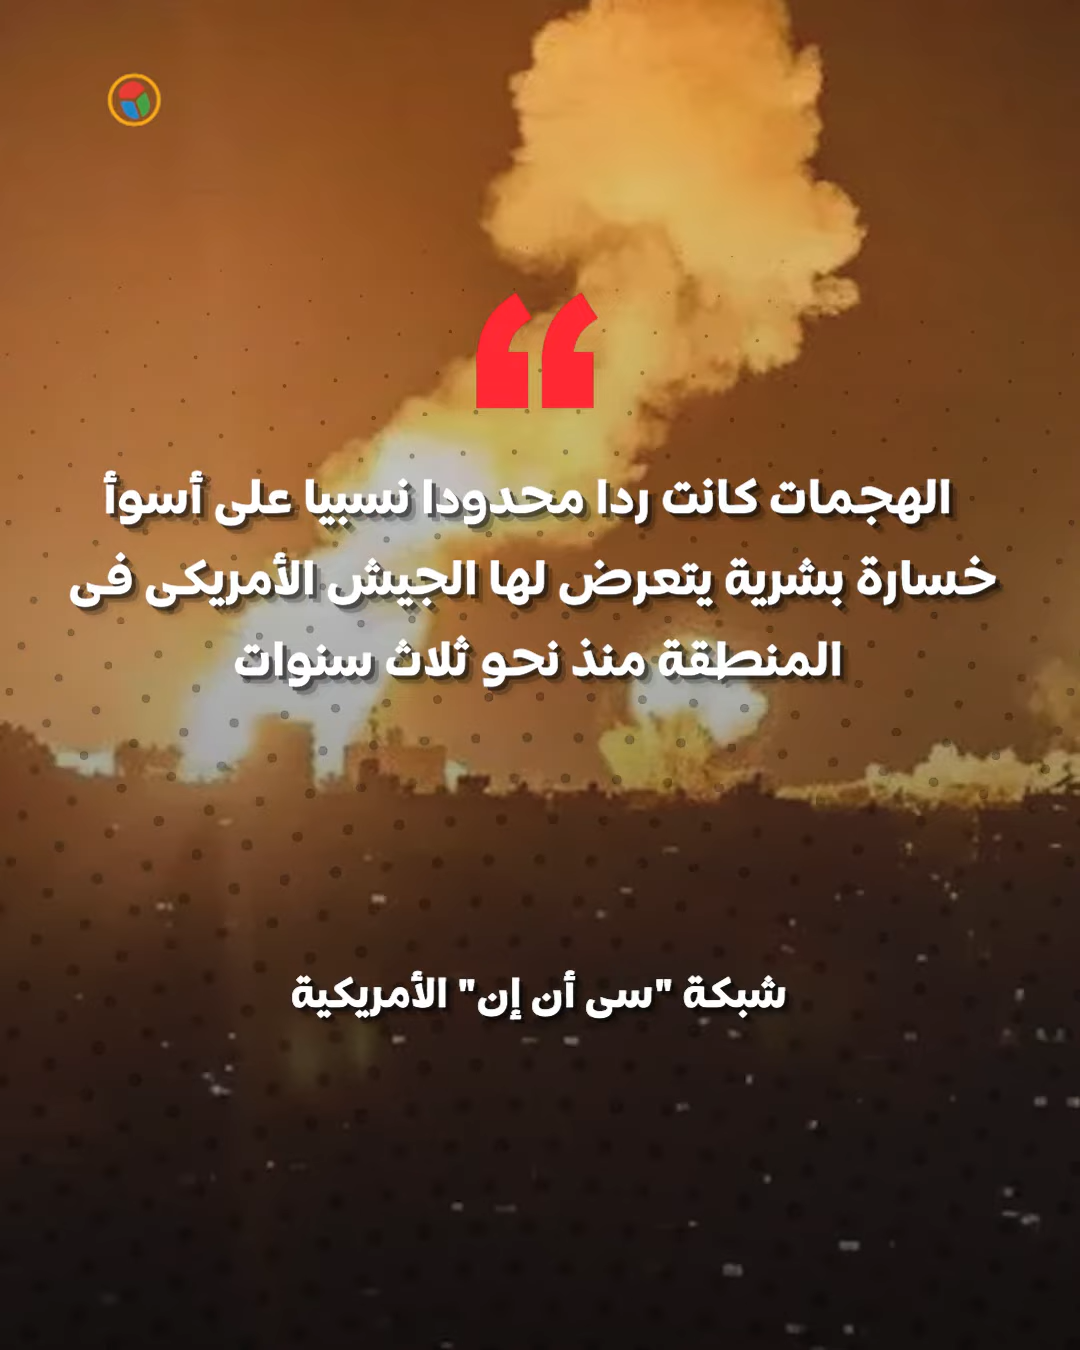 الهجمات كانت ردا محدودا نسبيا على أسوأ
خسارة بشرية يتعرض لها الجيش الأمريكى فى
المنطقة منذ نحو ثلاث سنوات
شبكة "سى أن إن" الأمريكية